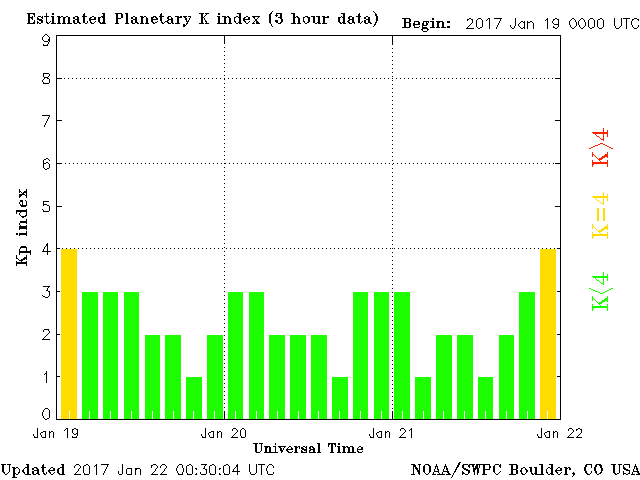 Estimated Planetary K index (3 hour data) Begin: 2017 Jan 19 0000 UTC
9
8
7
6
5
4
3
2
1
0
Kp index
K>4
K=4
K<4
Jan 19 Jan 20 Jan 21 Jan 22
Universal Time
Updated 2017 Jan 22 00:30:04 UTC NOAA/SWPC Boulder, CO USA